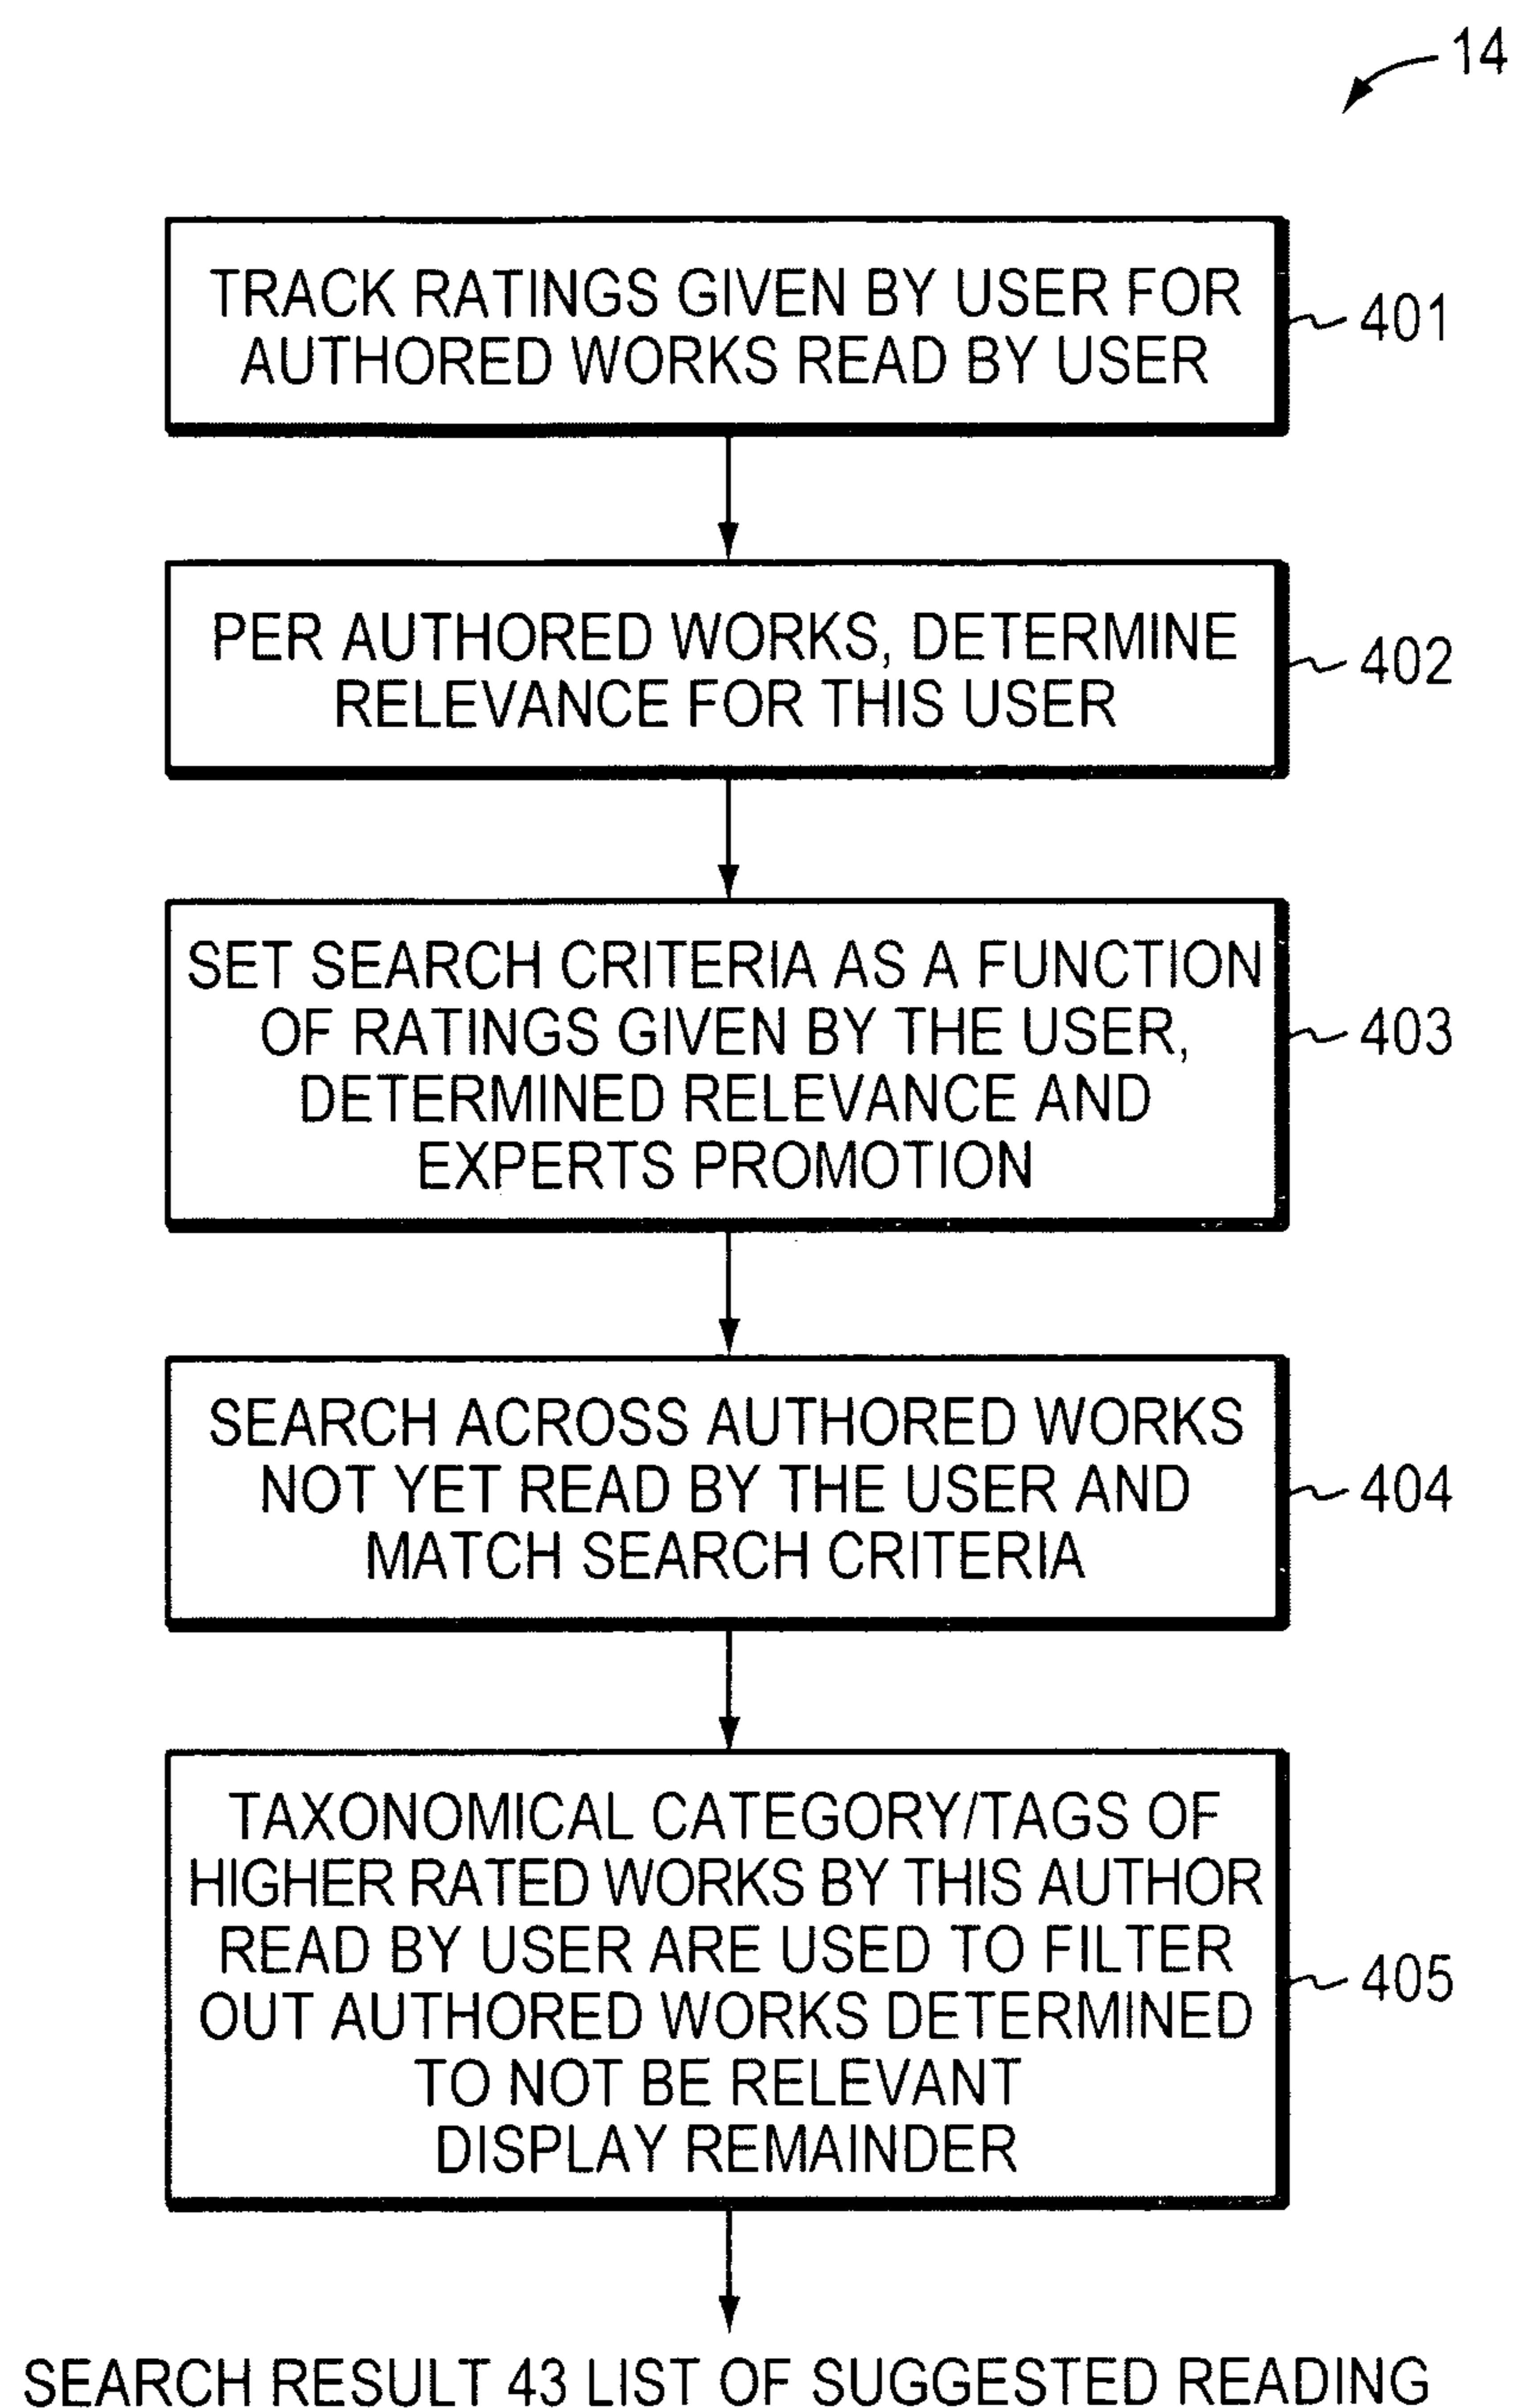 14
TRACK RATINGS GIVEN BY USER FOR
AUTHORED WORKS READ BY USER
401
PER AUTHORED WORKS, DETERMINE
RELEVANCE FOR THIS USER
402
SET SEARCH CRITERIA AS A FUNCTION
OF RATINGS GIVEN BY THE USER,
DETERMINED RELEVANCE AND
EXPERTS PROMOTION
403
SEARCH ACROSS AUTHORED WORKS
NOT YET READ BY THE USER AND
MATCH SEARCH CRITERIA
404
TAXONOMICAL CATEGORY/TAGS OF
HIGHER RATED WORKS BY THIS AUTHOR
READ BY USER ARE USED TO FILTER
OUT AUTHORED WORKS DETERMINED
TO NOT BE RELEVANT
DISPLAY REMAINDER
405
SEARCH RESULT 43 LIST OF SUGGESTED READING